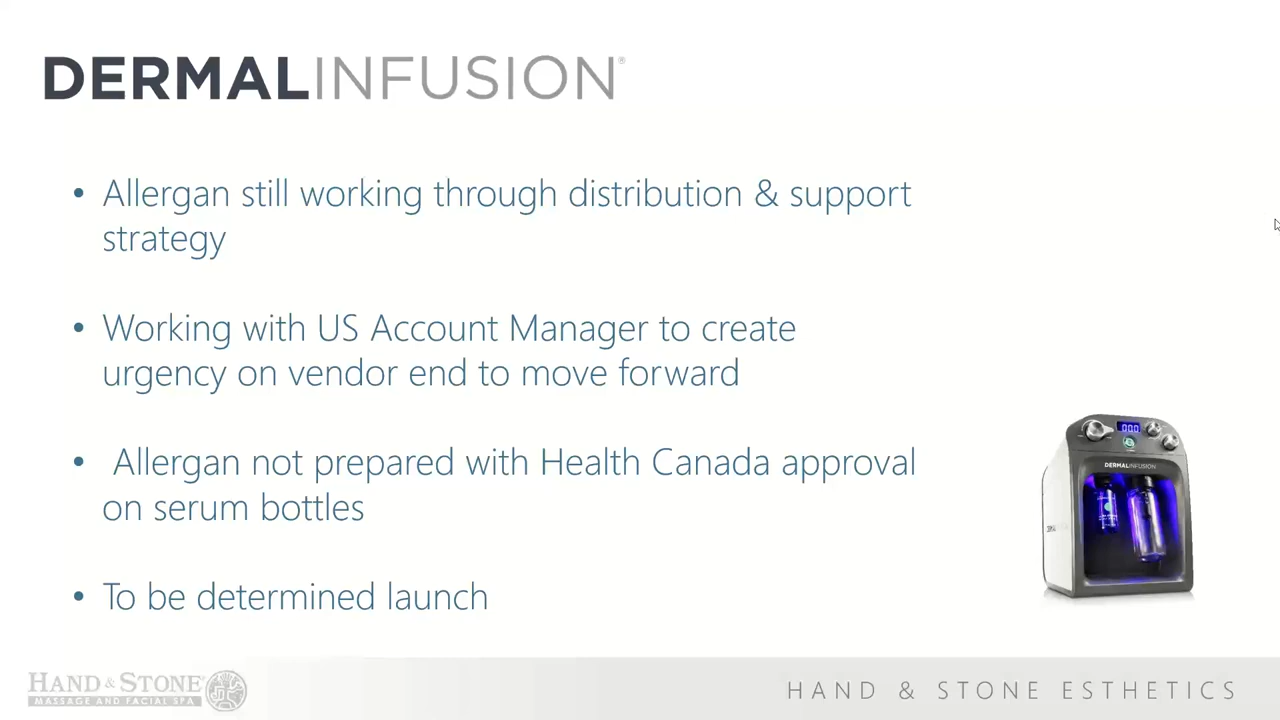 DERMALINFUSION®
• Allergan still working through distribution & support
strategy
• Working with US Account Manager to create
urgency on vendor end to move forward
• Allergan not prepared with Health Canada approval
on serum bottles
• To be determined launch
000
DERMALINFUSION
HAND & STONE®
MASSAGE AND FACIAL SPA
HAND & STONE ESTHETICS